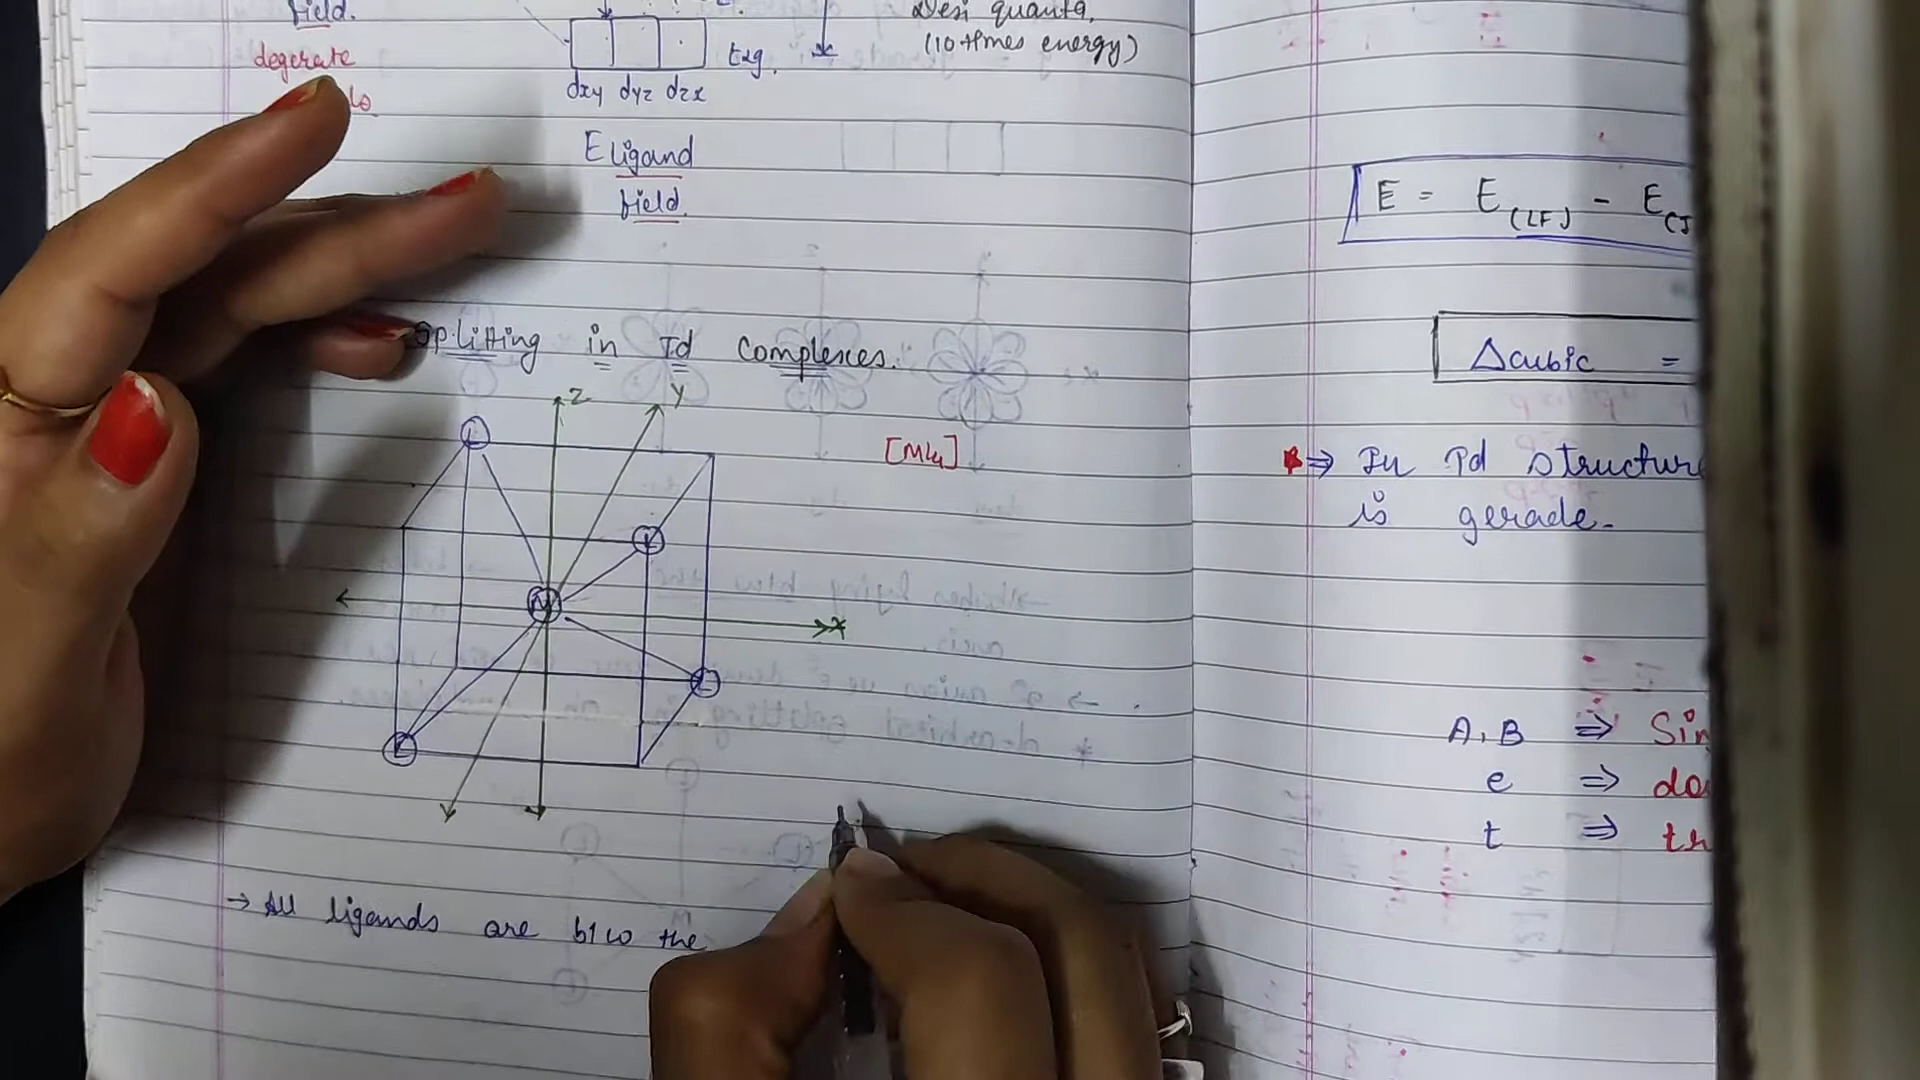 field.
degerate
Desi quanta.
(10 times energy)
t2g.
dxy dyz dzx
E ligand
field.
Splitting in Td Complexes.
Z
Y
L
[ML4]
L
M
X
L
L
→ All ligands are b/w the
E = E(LF) -
Δcubic =
⇒ In Td structure
is gerade.
A, B ⇒
e ⇒
t ⇒